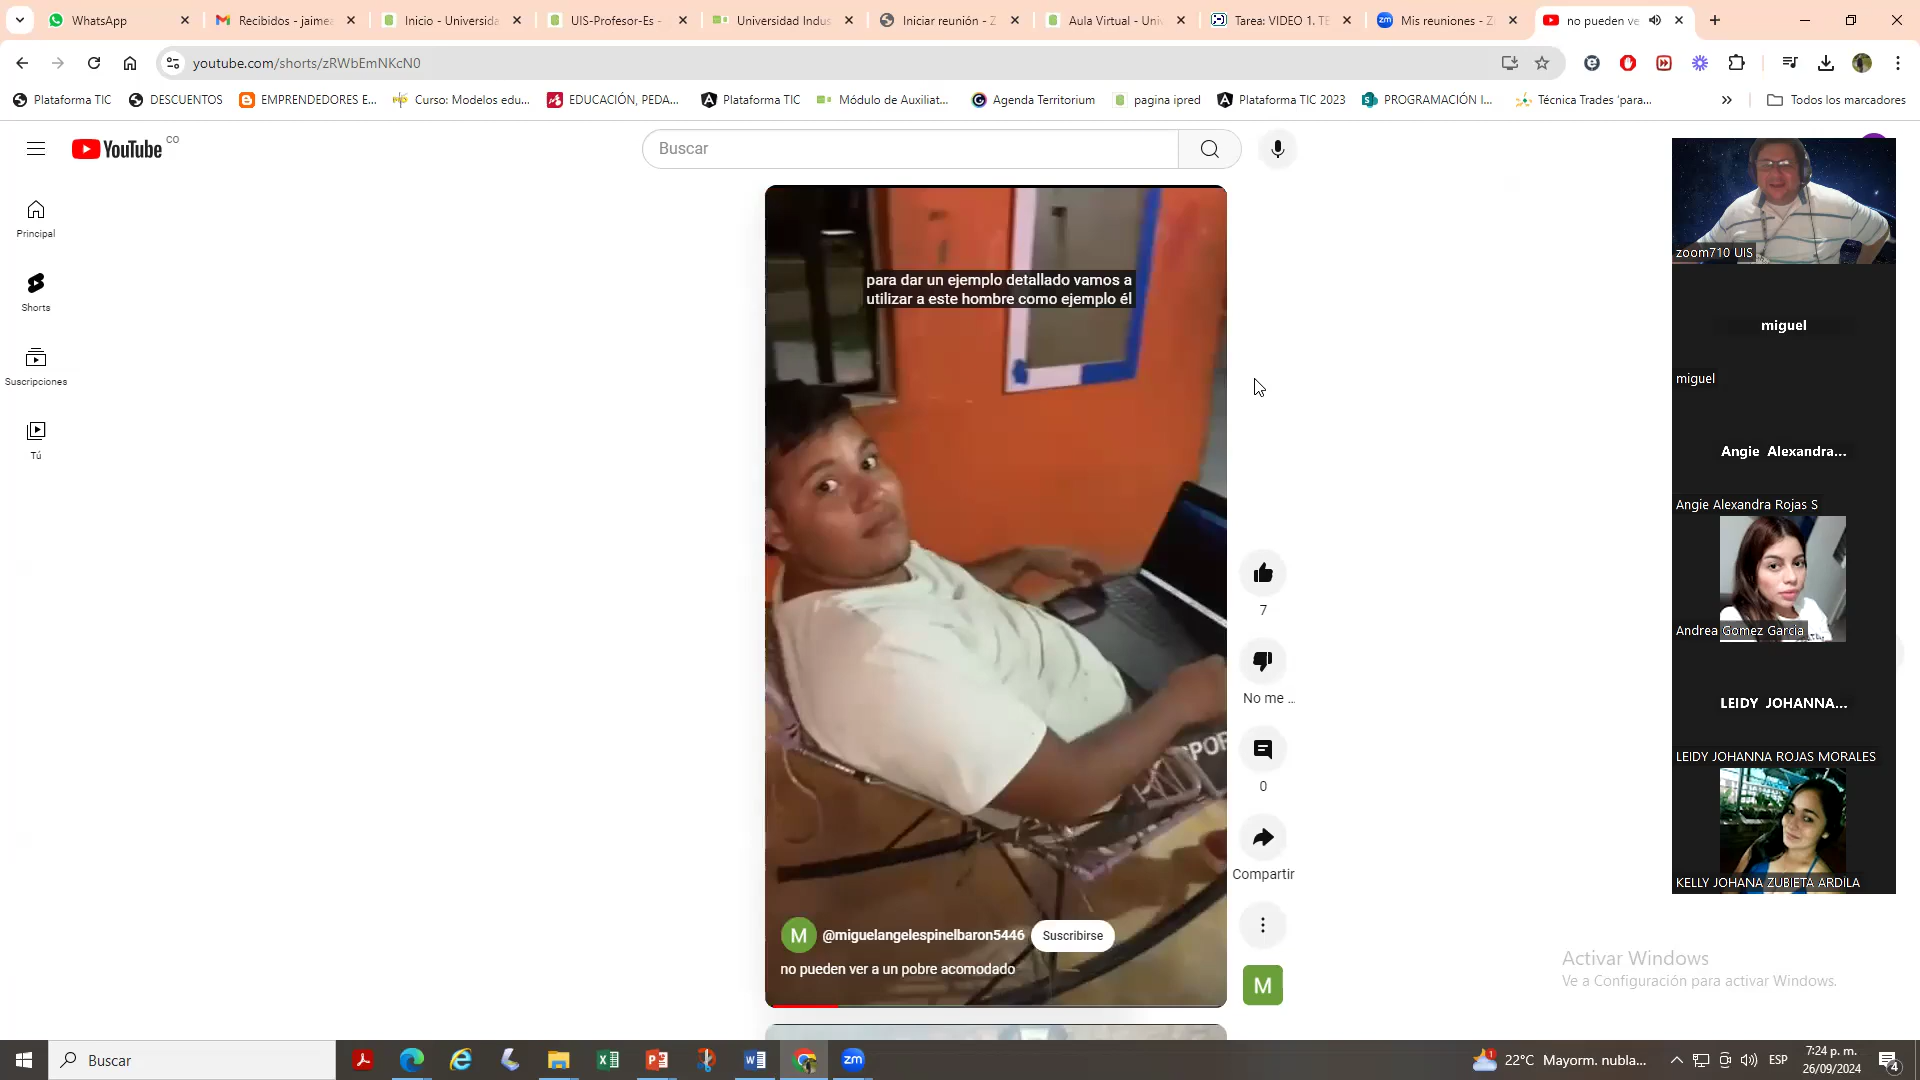 WhatsApp
Recibidos - jaimea
Inicio - Universida
UIS-Profesor-Es -
Universidad Indus
Iniciar reunión - Z
Aula Virtual - Uni
Tarea: VIDEO 1. TE
Mis reuniones - Z
no pueden ve
youtube.com/shorts/zRWbEmNKcN0
Plataforma TIC
DESCUENTOS
EMPRENDEDORES E...
Curso: Modelos edu...
EDUCACIÓN, PEDA...
Plataforma TIC
Módulo de Auxiliat...
Agenda Territorium
pagina ipred
Plataforma TIC 2023
PROGRAMACIÓN I...
Técnica Trades 'para...
»
Todos los marcadores
YouTube CO
Buscar
Principal
Shorts
Suscripciones
Tú
para dar un ejemplo detallado vamos a
utilizar a este hombre como ejemplo él
POR
M @miguelangelespinelbaron5446 Suscribirse
no pueden ver a un pobre acomodado
7
No me ...
0
Compartir
M
zoom710 UIS
miguel
miguel
Angie Alexandra...
Angie Alexandra Rojas S
Andrea Gomez Garcia
LEIDY JOHANNA...
LEIDY JOHANNA ROJAS MORALES
KELLY JOHANA ZUBIETA ARDILA
Activar Windows
Ve a Configuración para activar Windows.
Buscar
zm
22°C Mayorm. nubla...
ESP
7:24 p. m.
26/09/2024
4